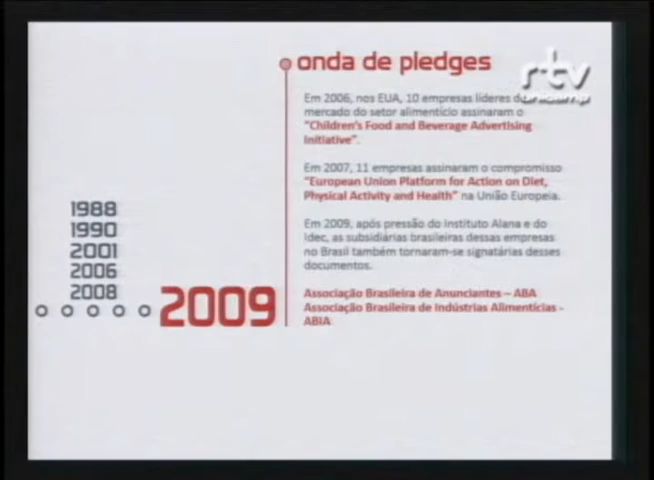 onda de pledges
rtv
unicamp
Em 2006, nos EUA, 10 empresas líderes do
mercado do setor alimentício assinaram o
"Children's Food and Beverage Advertising
Initiative".
Em 2007, 11 empresas assinaram o compromisso
"European Union Platform for Action on Diet,
Physical Activity and Health" na União Europeia.
Em 2009, após pressão do Instituto Alana e do
Idec, as subsidiárias brasileiras dessas empresas
no Brasil também tornaram-se signatárias desses
documentos.
Associação Brasileira de Anunciantes – ABA
Associação Brasileira de Indústrias Alimentícias -
ABIA
1988
1990
2001
2006
2008
2009